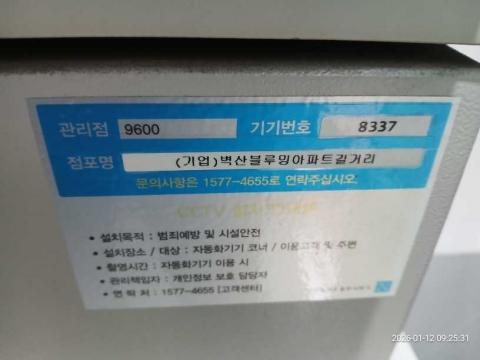 관리점 9600 기기번호 8337
점포명 (기업)벽산블루밍아파트길거리
문의사항은 1577-4655로 연락주십시오.
CCTV
• 설치목적 : 범죄예방 및 시설안전
• 설치장소 / 대상 : 자동화기기 코너 / 이용고객 및 주변
• 촬영시간 : 자동화기기 이용 시
• 관리책임자 : 개인정보 보호 담당자
• 연 락 처 : 1577-4655 [고객센터]
2026-01-12 09:25:31